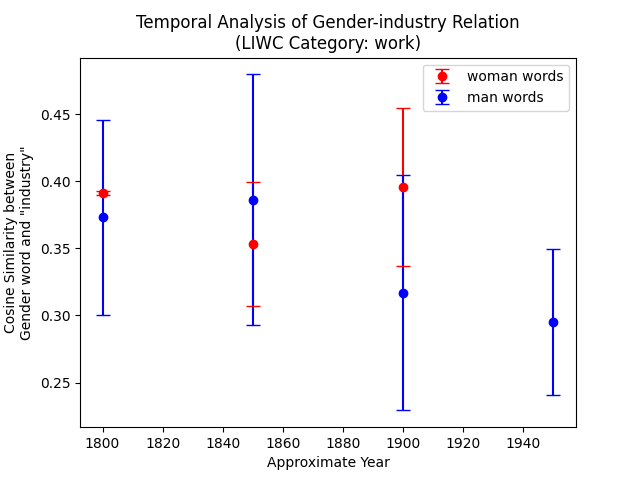 Temporal Analysis of Gender-industry Relation
(LIWC Category: work)
woman words
man words
Cosine Similarity between
Gender word and "industry"
0.45
0.40
0.35
0.30
0.25
1800 1820 1840 1860 1880 1900 1920 1940
Approximate Year